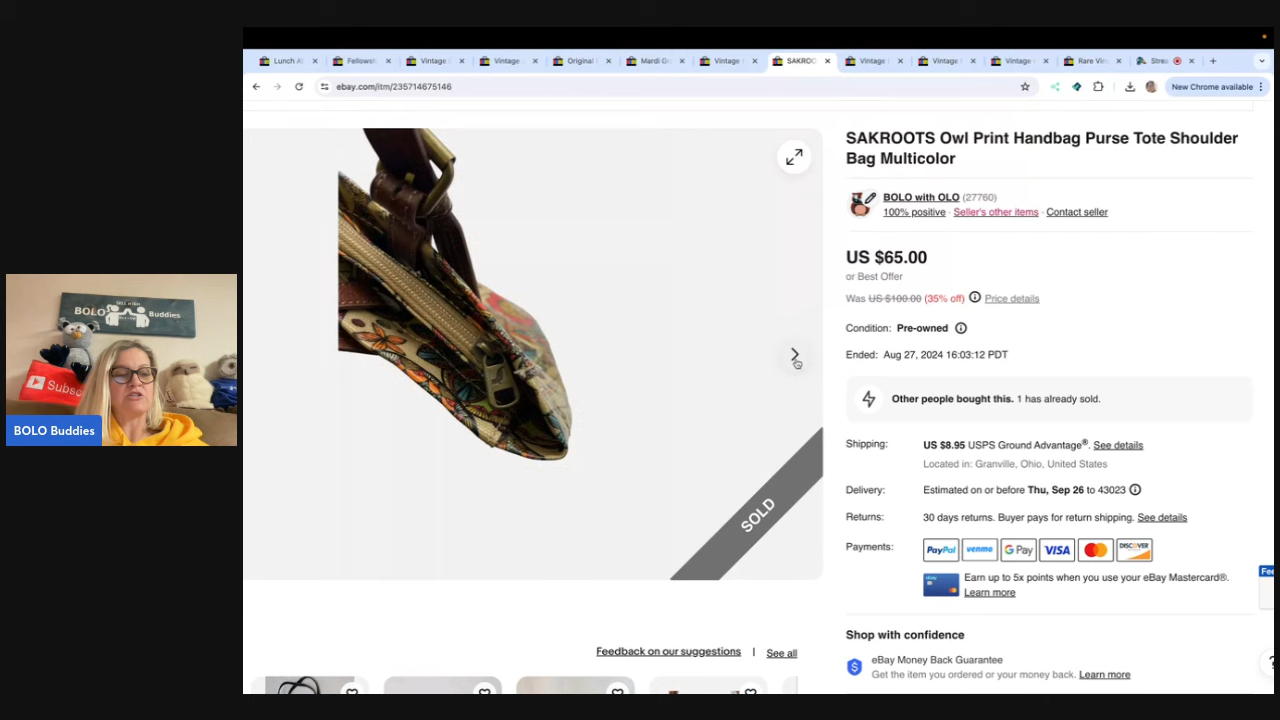 Lunch A
Fellowsh
Vintage
Vintage
Original
Mardi G
Vintage
SAKROO
Vintage
Vintage
Vintage
Rare Vin
Strea
ebay.com/itm/235714675146
New Chrome available
SAKROOTS Owl Print Handbag Purse Tote Shoulder
Bag Multicolor
BOLO with OLO (27760)
100% positive · Seller's other items · Contact seller
US $65.00
or Best Offer
Was US $100.00 (35% off) Price details
Condition: Pre-owned
Ended: Aug 27, 2024 16:03:12 PDT
Other people bought this. 1 has already sold.
Shipping: US $8.95 USPS Ground Advantage®. See details
Located in: Granville, Ohio, United States
Delivery: Estimated on or before Thu, Sep 26 to 43023
Returns: 30 days returns. Buyer pays for return shipping. See details
Payments: PayPal venmo G Pay VISA MasterCard DISCOVER
ebay Earn up to 5x points when you use your eBay Mastercard®.
Learn more
Shop with confidence
eBay Money Back Guarantee
Get the item you ordered or your money back. Learn more
SOLD
Feedback on our suggestions | See all
Fee
BOLO Buddies
Subsc
BOLO Buddies